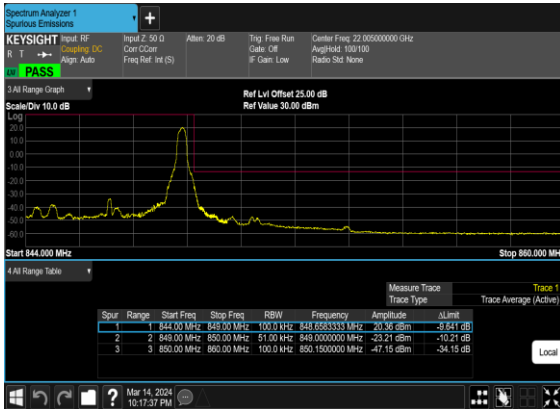 Spectrum Analyzer 1
Spurious Emissions
+
KEYSIGHT Input: RF Input Z: 50 Ω Atten: 20 dB Trig: Free Run Center Freq: 22.005000000 GHz
R T Coupling: DC Corr CCorr Gate: Off Avg|Hold: 100/100
Align: Auto Freq Ref: Int (S) IF Gain: Low Radio Std: None
LXI PASS
3 All Range Graph
Ref Lvl Offset 25.00 dB
Scale/Div 10.0 dB Ref Value 30.00 dBm
Log
20.0
10.0
0.00
-10.0
-20.0
-30.0
-40.0
-50.0
-60.0
Start 844.000 MHz Stop 860.000 MH
4 All Range Table
Measure Trace Trace 1
Trace Type Trace Average (Active)
Spur Range Start Freq Stop Freq RBW Frequency Amplitude ΔLimit
1 1 844.00 MHz 849.00 MHz 100.0 kHz 848.6583333 MHz 20.36 dBm -9.641 dB
2 2 849.00 MHz 850.00 MHz 51.00 kHz 849.0000000 MHz -23.21 dBm -10.21 dB
3 3 850.00 MHz 860.00 MHz 100.0 kHz 850.1500000 MHz -47.15 dBm -34.15 dB
Local
?
Mar 14, 2024
10:17:37 PM